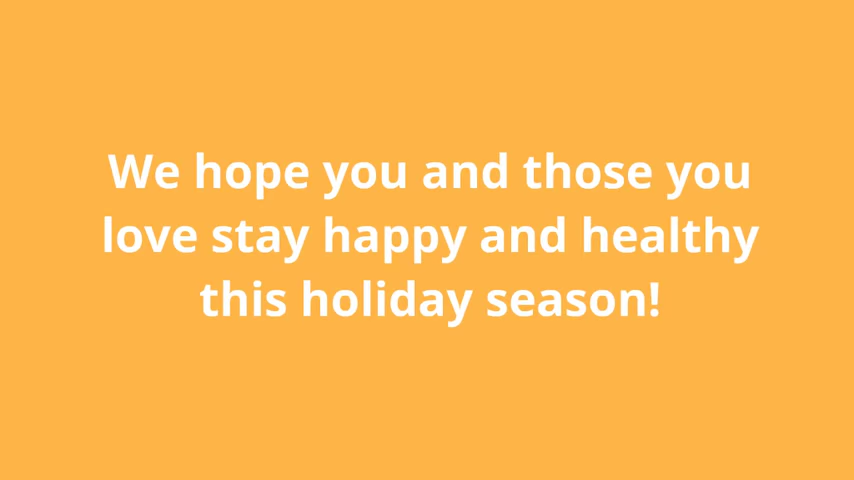 We hope you and those you
love stay happy and healthy
this holiday season!